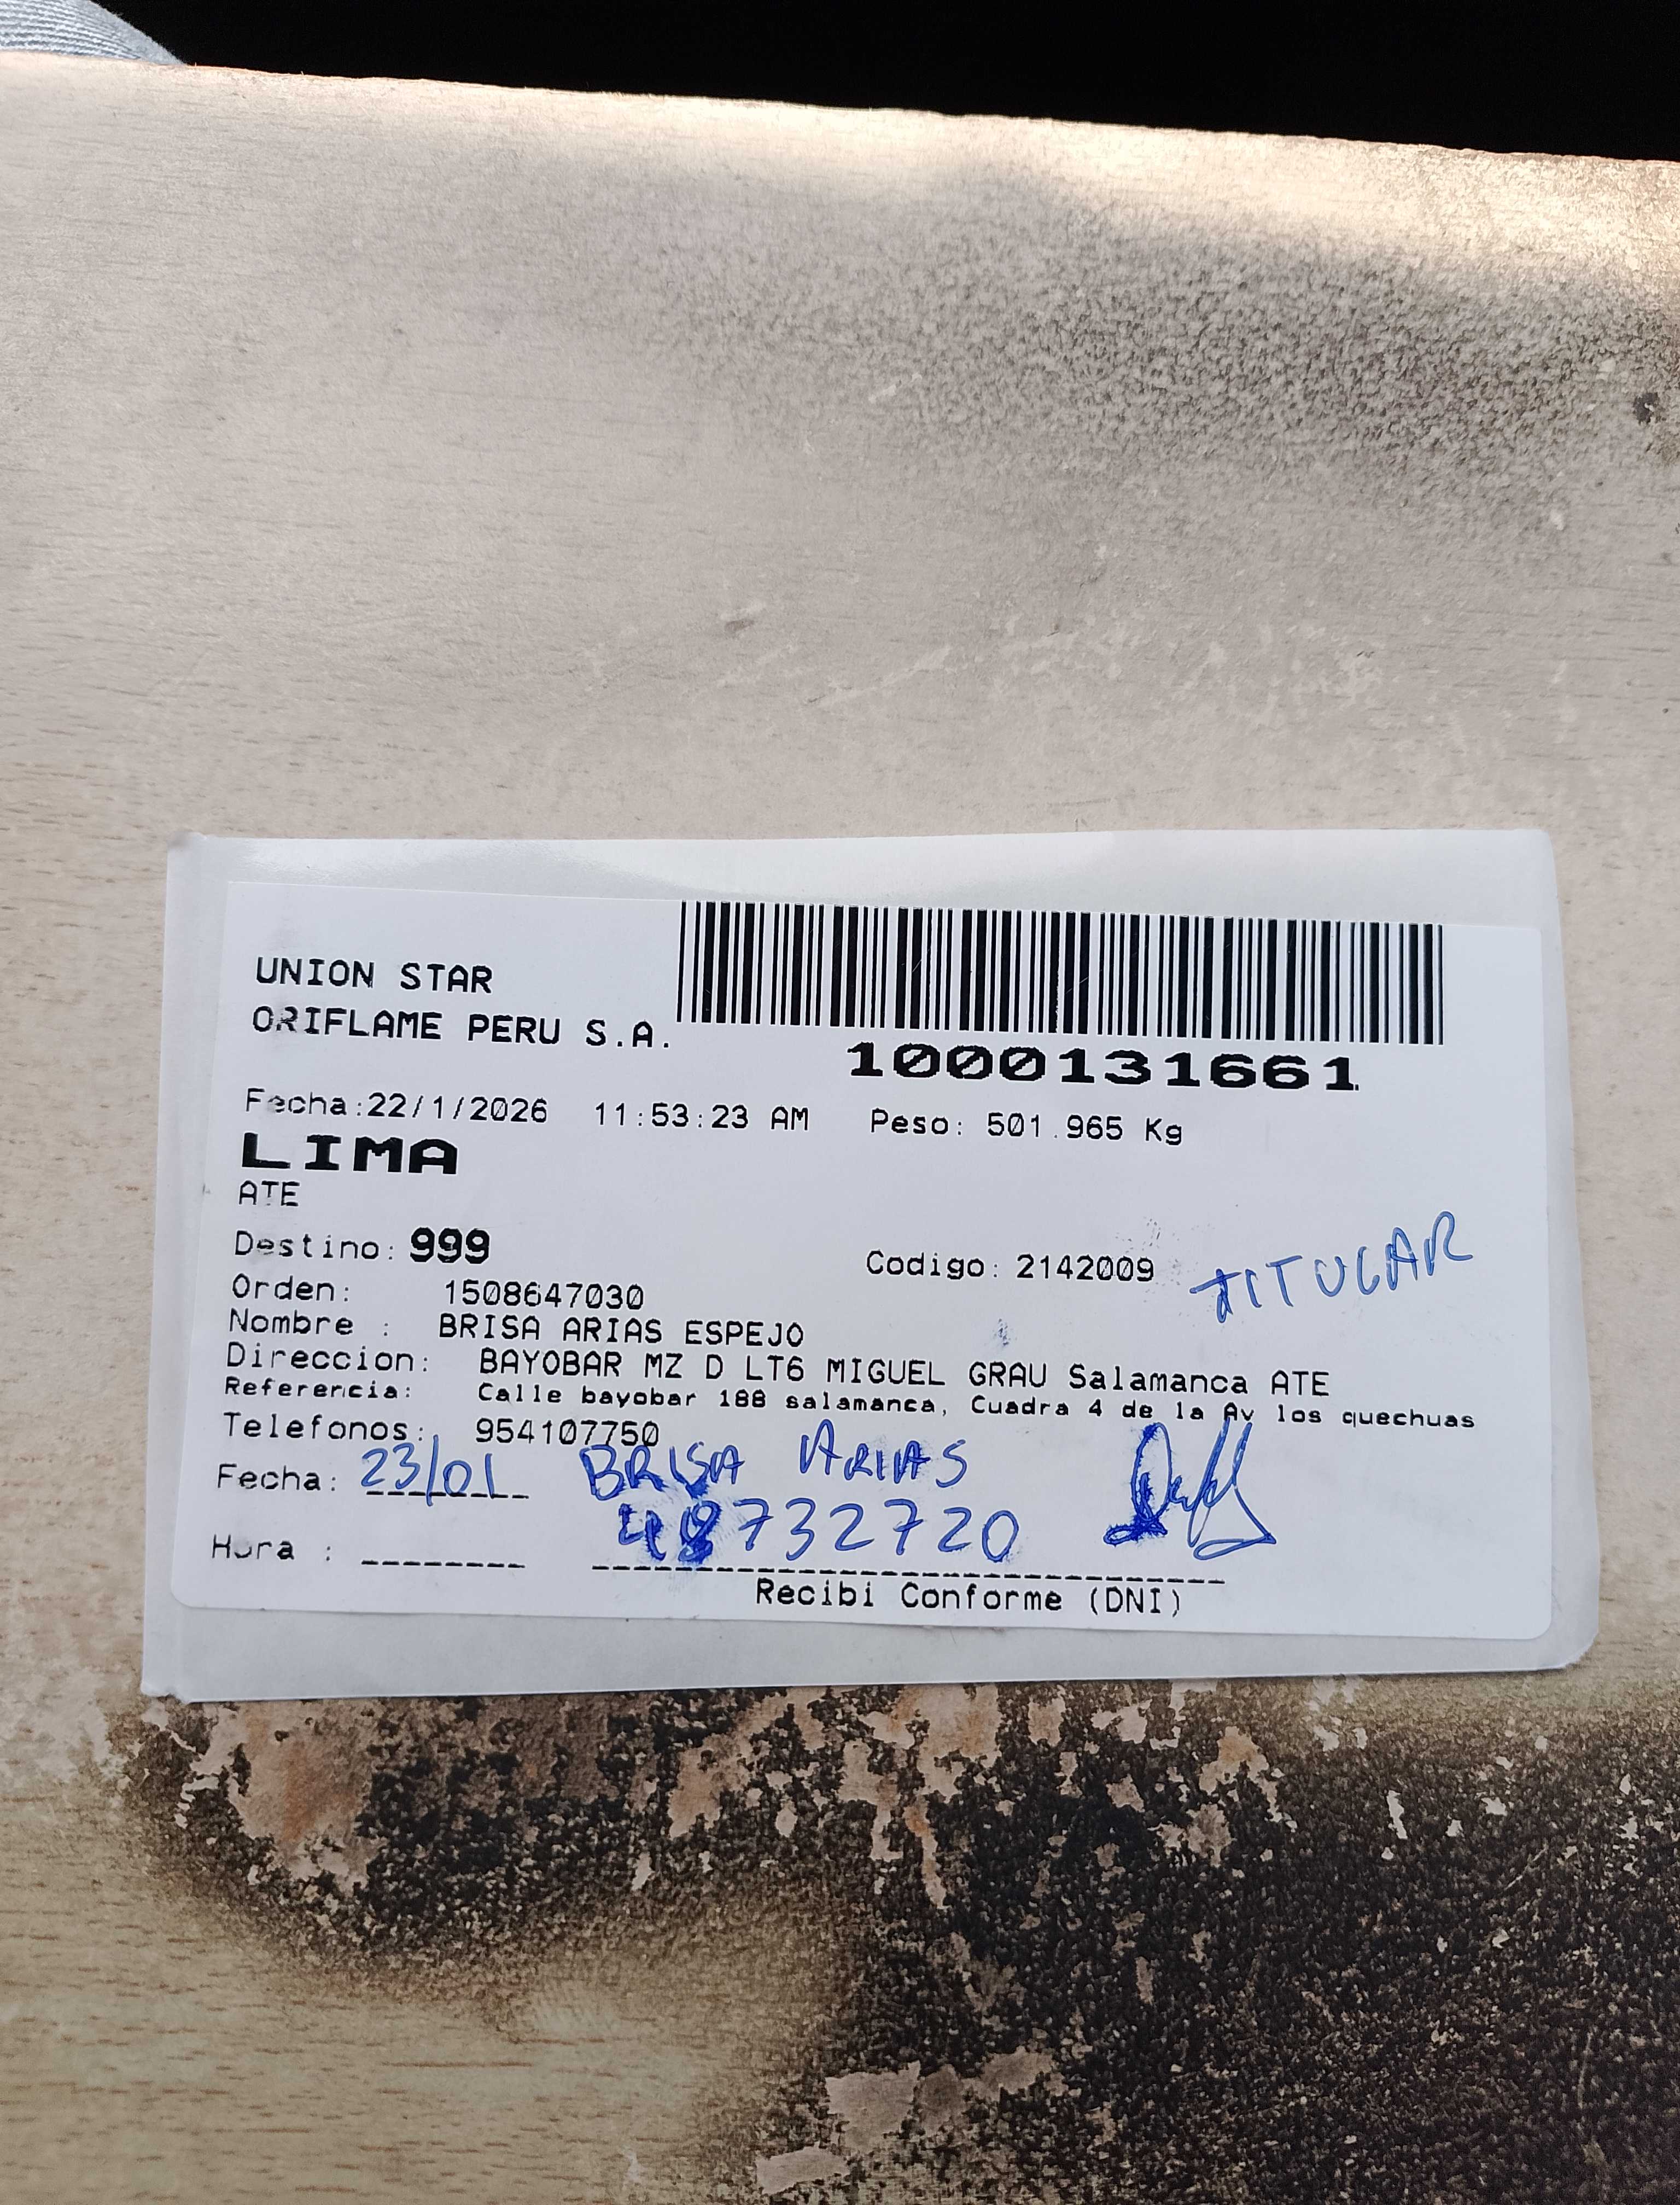 UNION STAR
ORIFLAME PERU S.A.
1000131661
Fecha:22/1/2026 11:53:23 AM Peso: 501.965 Kg
LIMA
ATE
Destino: 999
Codigo: 2142009 TITULAR
Orden: 1508647030
Nombre : BRISA ARIAS ESPEJO
Direccion: BAYOBAR MZ D LT6 MIGUEL GRAU Salamanca ATE
Referencia: Calle bayobar 188 salamanca, Cuadra 4 de la Av los quechuas
Telefonos: 954107750
Fecha: 23/01 BRISA ARIAS
48732720
Hora :
Recibi Conforme (DNI)